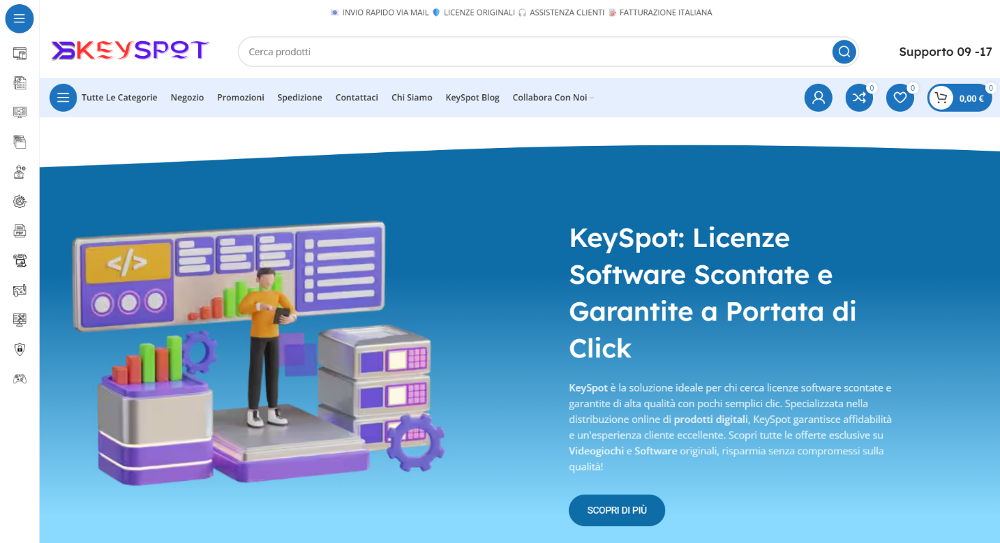 INVIO RAPIDO VIA MAIL LICENZE ORIGINALI ASSISTENZA CLIENTI FATTURAZIONE ITALIANA
KEYSPOT
Cerca prodotti
Supporto 09 -17
Tutte Le Categorie Negozio Promozioni Spedizione Contattaci Chi Siamo KeySpot Blog Collabora Con Noi
0 0 0,00 € 0
PDF
</>
KeySpot: Licenze
Software Scontate e
Garantite a Portata di
Click
KeySpot è la soluzione ideale per chi cerca licenze software scontate e
garantite di alta qualità con pochi semplici clic. Specializzata nella
distribuzione online di prodotti digitali, KeySpot garantisce affidabilità
e un'esperienza cliente eccellente. Scopri tutte le offerte esclusive su
Videogiochi e Software originali, risparmia senza compromessi sulla
qualità!
SCOPRI DI PIÙ